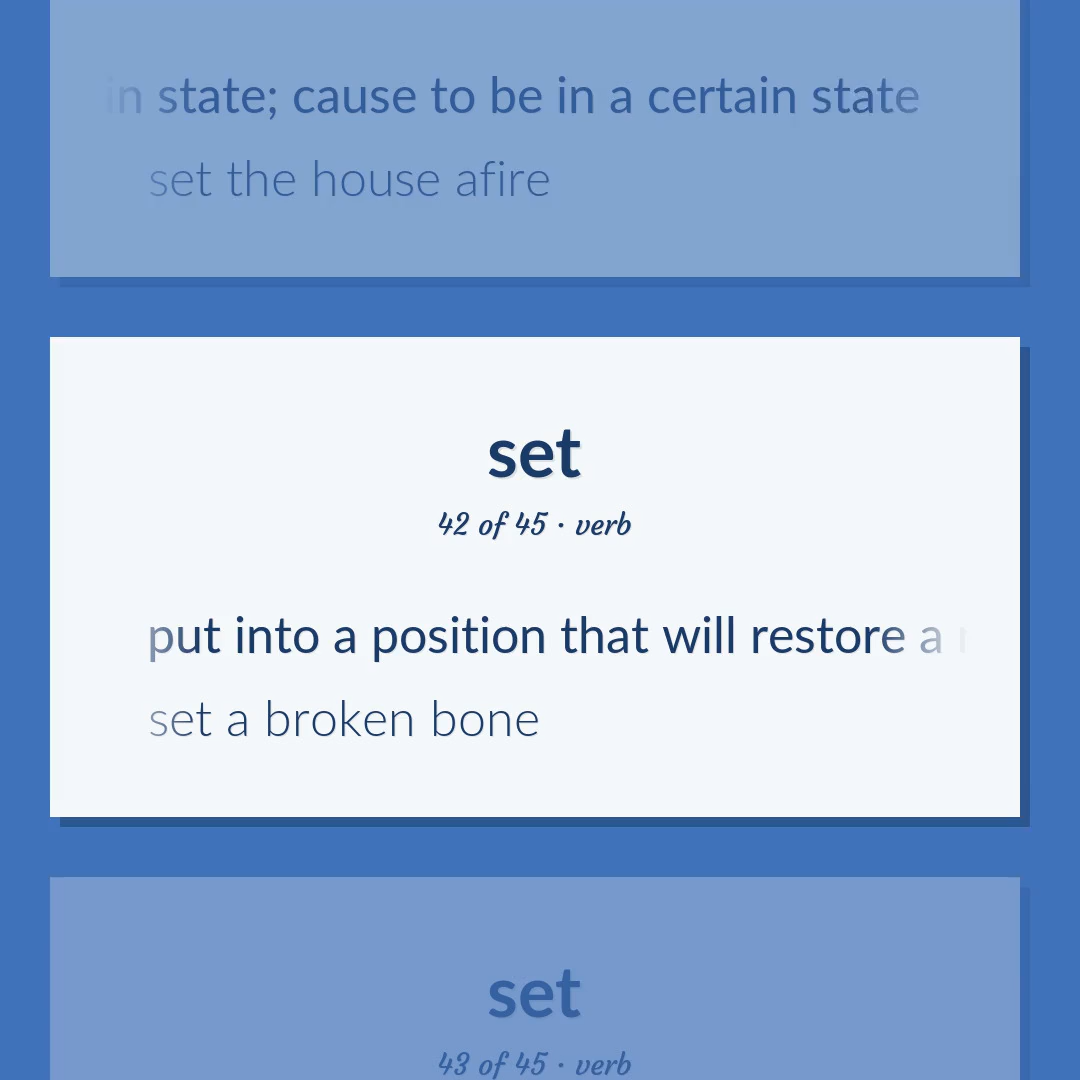 in state; cause to be in a certain state
set the house afire
set
42 of 45 · verb
put into a position that will restore a
set a broken bone
set
43 of 45 · verb